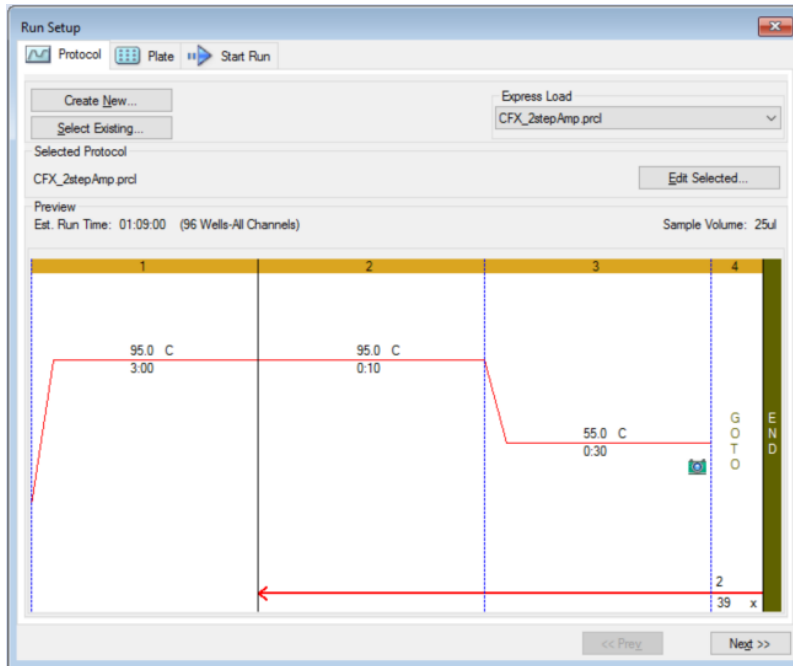 Run Setup
Protocol Plate Start Run
Create New...
Select Existing...
Express Load
CFX_2stepAmp.prcl
Selected Protocol
CFX_2stepAmp.prcl
Edit Selected...
Preview
Est. Run Time: 01:09:00 (96 Wells-All Channels) Sample Volume: 25ul
1 2 3 4
95.0 C 95.0 C
3:00 0:10
55.0 C
0:30
GOTO
END
2
39 x
<< Prev Next >>